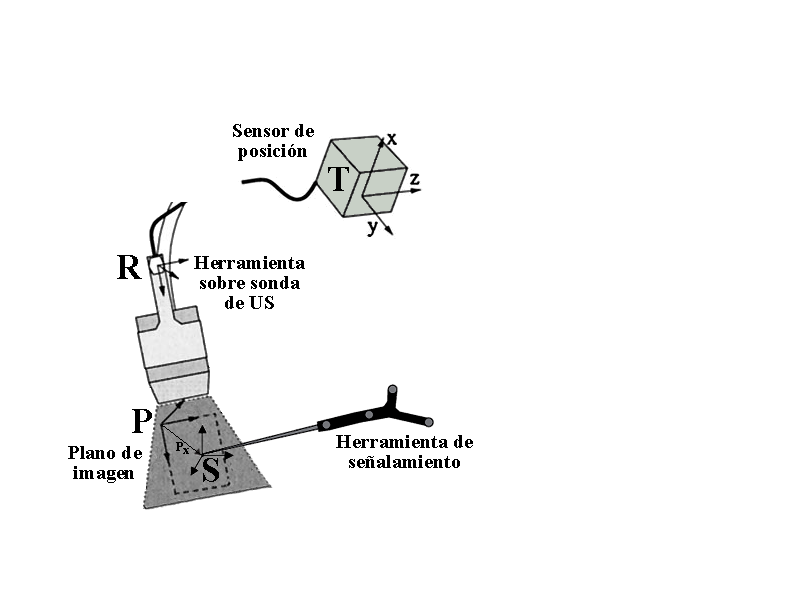 Sensor de
posición
x
T
z
y
R
Herramienta
sobre sonda
de US
P
Plano de
imagen
Px
S
Herramienta de
señalamiento